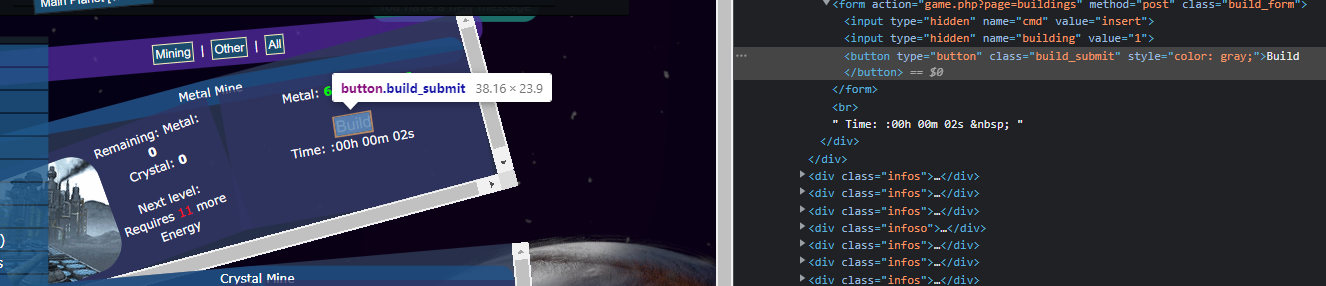 Main Planet [
Mining | Other | All
Metal Mine
Metal: 6
button.build_submit 38.16 × 23.9
Build
Time: :00h 00m 02s
Remaining: Metal:
0
Crystal: 0
Next level:
Requires 11 more
Energy
)
s
Crystal Mine
▼<form action="game.php?page=buildings" method="post" class="build_form">
<input type="hidden" name="cmd" value="insert">
<input type="hidden" name="building" value="1">
<button type="button" class="build_submit" style="color: gray;">Build
</button> == $0
</form>
<br>
" Time: :00h 00m 02s &nbsp; "
</div>
</div>
▶<div class="infos">…</div>
▶<div class="infos">…</div>
▶<div class="infos">…</div>
▶<div class="infoso">…</div>
▶<div class="infos">…</div>
▶<div class="infos">…</div>
▶<div class="infos">…</div>